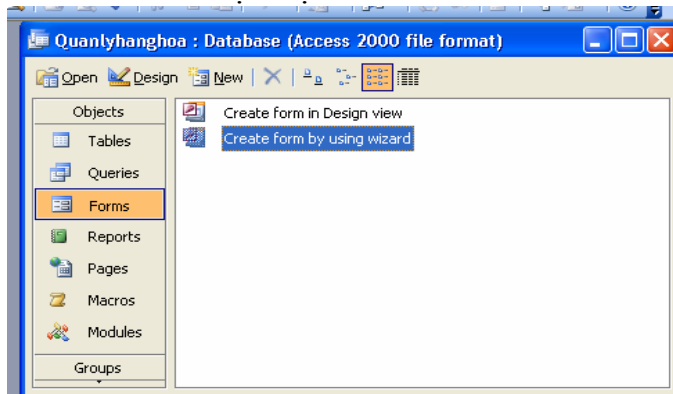 Quanlyhanghoa : Database (Access 2000 file format)
Open Design New
Objects
Tables
Queries
Forms
Reports
Pages
Macros
Modules
Groups
Create form in Design view
Create form by using wizard